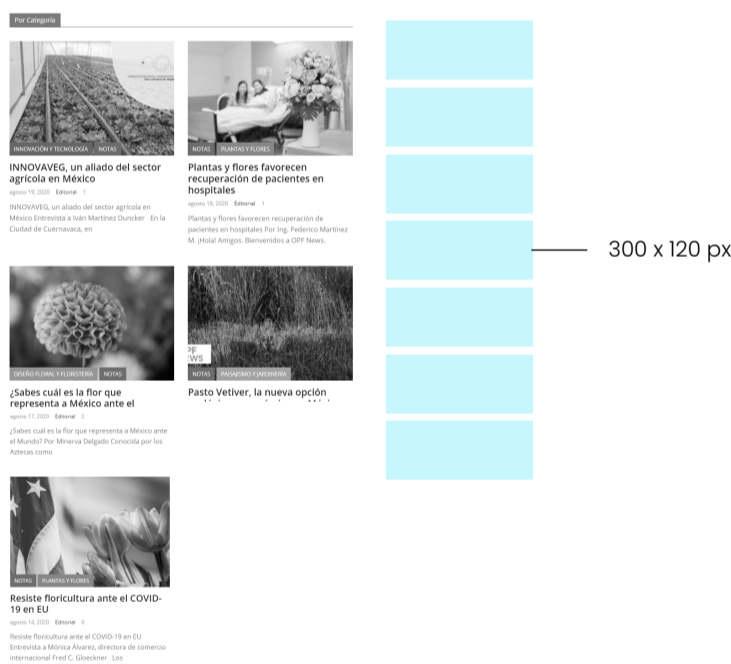 Por Categoría
INNOVACIÓN Y TECNOLOGÍA NOTAS
INNOVAVEG, un aliado del sector
agrícola en México
agosto 19, 2020 Editorial 1
INNOVAVEG, un aliado del sector agrícola en
México Entrevista a Iván Martínez Duncker En la
Ciudad de Cuernavaca, en
NOTAS PLANTAS Y FLORES
Plantas y flores favorecen
recuperación de pacientes en
hospitales
agosto 18, 2020 Editorial 1
Plantas y flores favorecen recuperación de
pacientes en hospitales Por Ing. Federico Martínez
M. ¡Hola! Amigos. Bienvenidos a OPF News,
DISEÑO FLORAL Y FLORISTERÍA NOTAS
¿Sabes cuál es la flor que
representa a México ante el
agosto 17, 2020 Editorial 2
¿Sabes cuál es la flor que representa a México ante
el Mundo? Por Minerva Delgado Conocida por los
Aztecas como
PF
EWS
NOTAS PAISAJISMO Y JARDINERÍA
Pasto Vetiver, la nueva opción
NOTAS PLANTAS Y FLORES
Resiste floricultura ante el COVID-
19 en EU
agosto 14, 2020 Editorial 0
Resiste floricultura ante el COVID-19 en EU
Entrevista a Mónica Álvarez, directora de comercio
internacional Fred C. Gloeckner Los
300 x 120 px